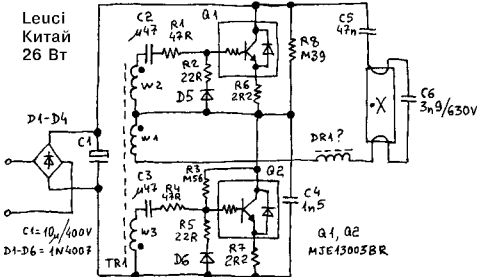 Leuci
Китай
26 Вт
C2
µ47
R1
47R
Q1
C5
47n
R2
22R
R8
M39
D5
R6
2R2
w2
•X
C6
3n9/630V
D1-D4
C1
w1
DR1?
C3
µ47
R3
M56
Q2
R4
47R
C4
1n5
w3
R5
22R
C1=10µ/400V
D1-D6=1N4007
Q1, Q2
MJE13003BR
TR1
D6
R7
2R2